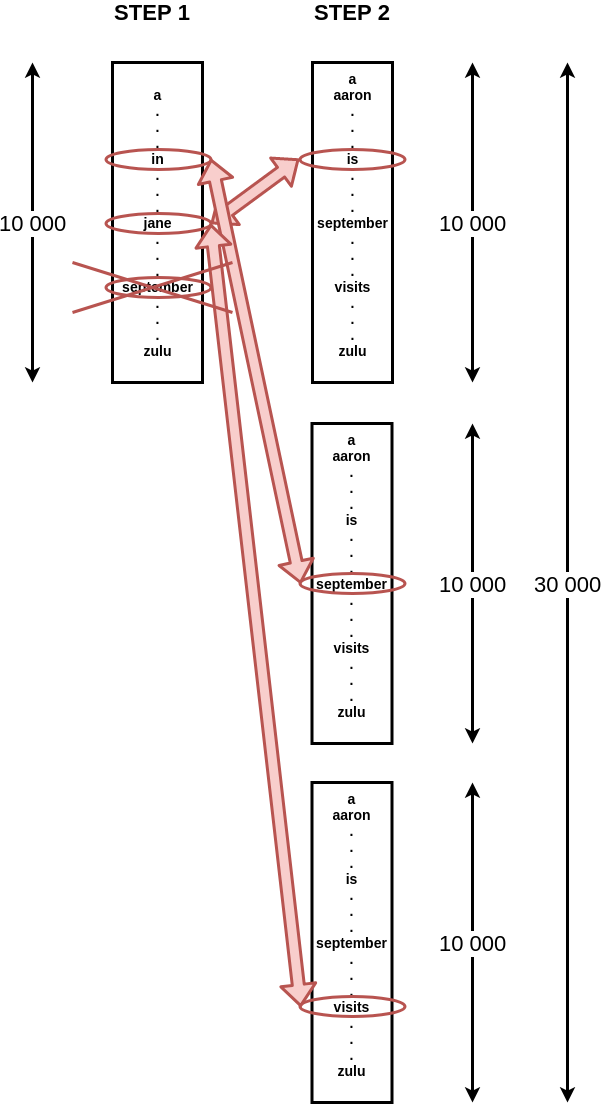 STEP 1
STEP 2
a
.
.
.
in
.
.
.
jane
.
.
.
september
.
.
.
zulu
10 000
a
aaron
.
.
.
is
.
.
.
september
.
.
.
visits
.
.
.
zulu
10 000
a
aaron
.
.
.
is
.
.
.
september
.
.
.
visits
.
.
.
zulu
10 000
30 000
a
aaron
.
.
.
is
.
.
.
september
.
.
.
visits
.
.
.
zulu
10 000